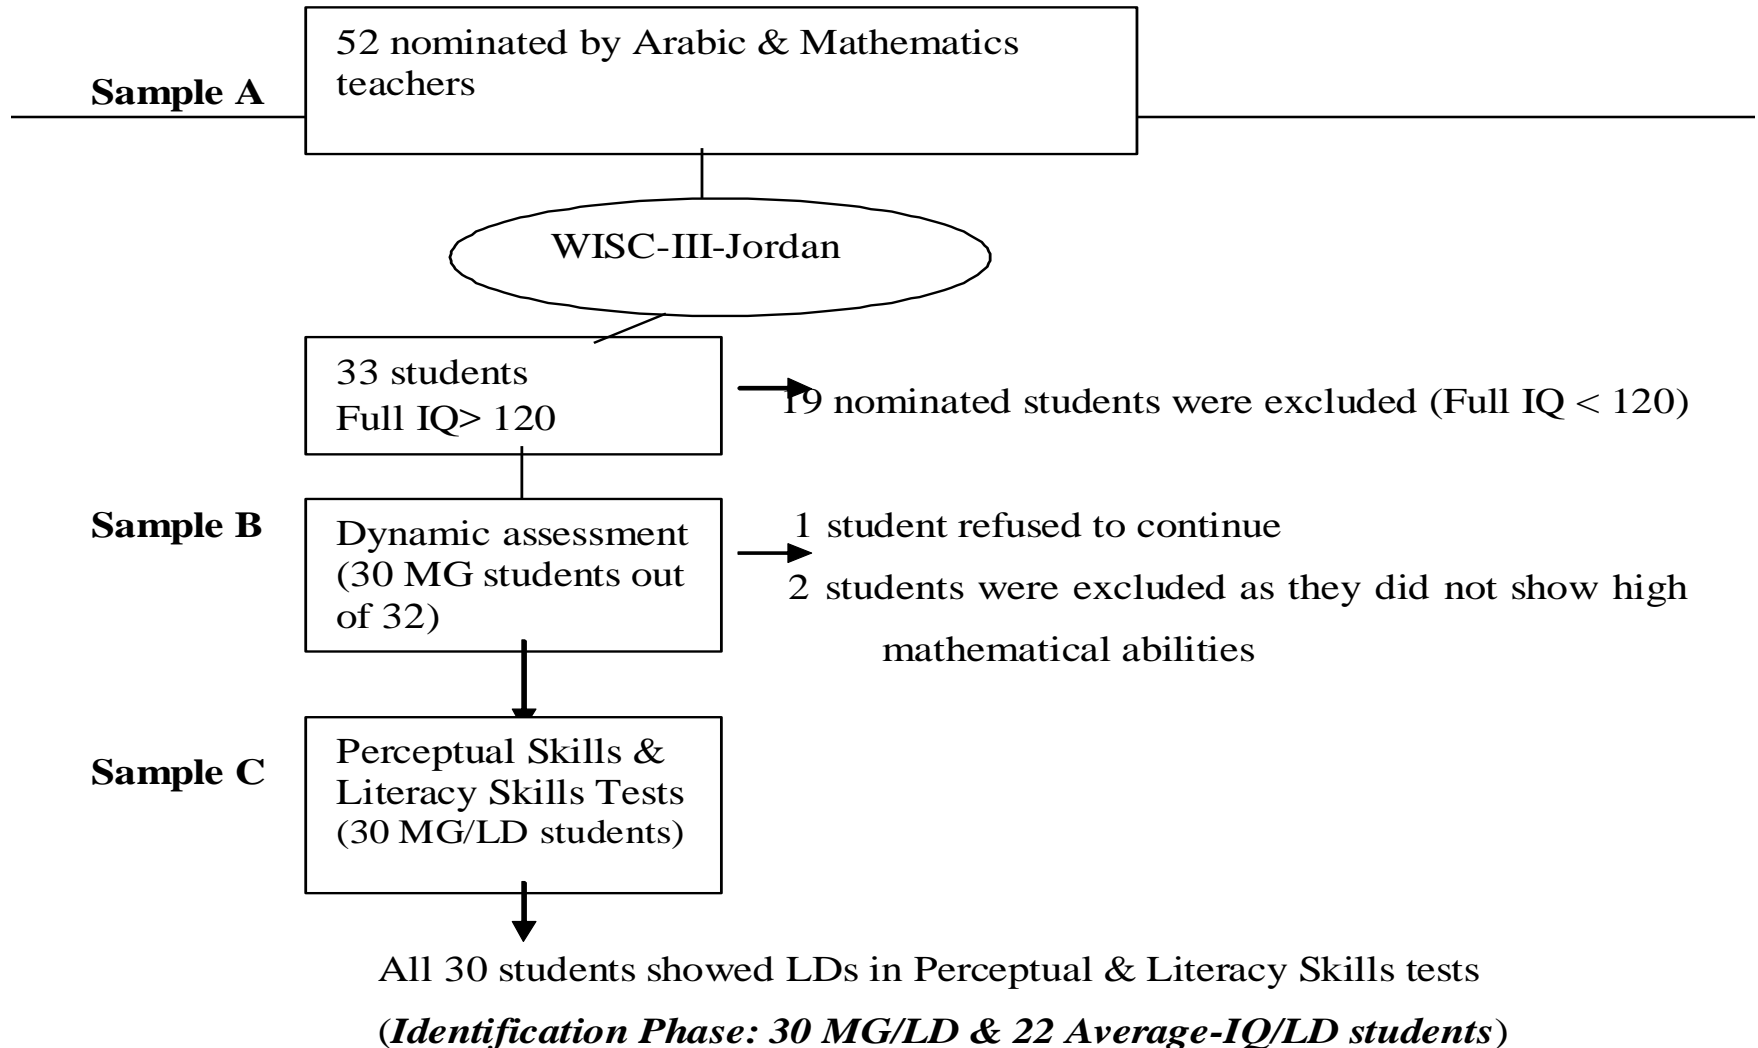 52 nominated by Arabic & Mathematics
teachers
Sample A
WISC-III-Jordan
33 students
Full IQ> 120
19 nominated students were excluded (Full IQ < 120)
Sample B
Dynamic assessment
(30 MG students out
of 32)
1 student refused to continue
2 students were excluded as they did not show high
mathematical abilities
Sample C
Perceptual Skills &
Literacy Skills Tests
(30 MG/LD students)
All 30 students showed LDs in Perceptual & Literacy Skills tests
(Identification Phase: 30 MG/LD & 22 Average-IQ/LD students)